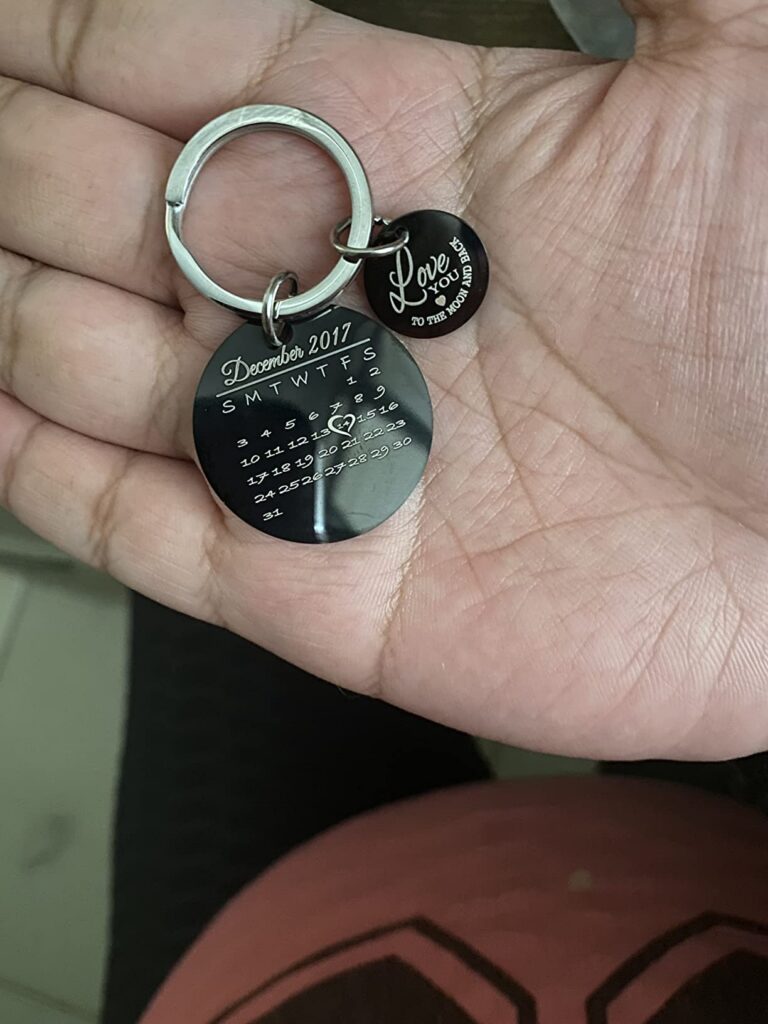 December 2017
S M T W T F S
1 2
3 4 5 6 7 8 9
10 11 12 13 14 15 16
17 18 19 20 21 22 23
24 25 26 27 28 29 30
31
Love
YOU
TO THE MOON AND BACK